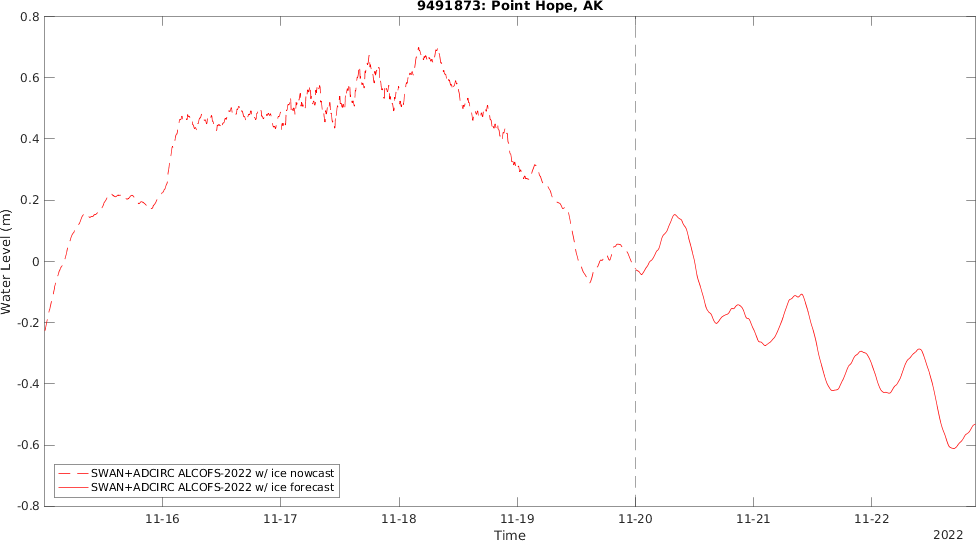 9491873: Point Hope, AK
0.8
0.6
0.4
0.2
0
-0.2
-0.4
-0.6
-0.8
Water Level (m)
SWAN+ADCIRC ALCOFS-2022 w/ ice nowcast
SWAN+ADCIRC ALCOFS-2022 w/ ice forecast
11-16 11-17 11-18 11-19 11-20 11-21 11-22
Time
2022